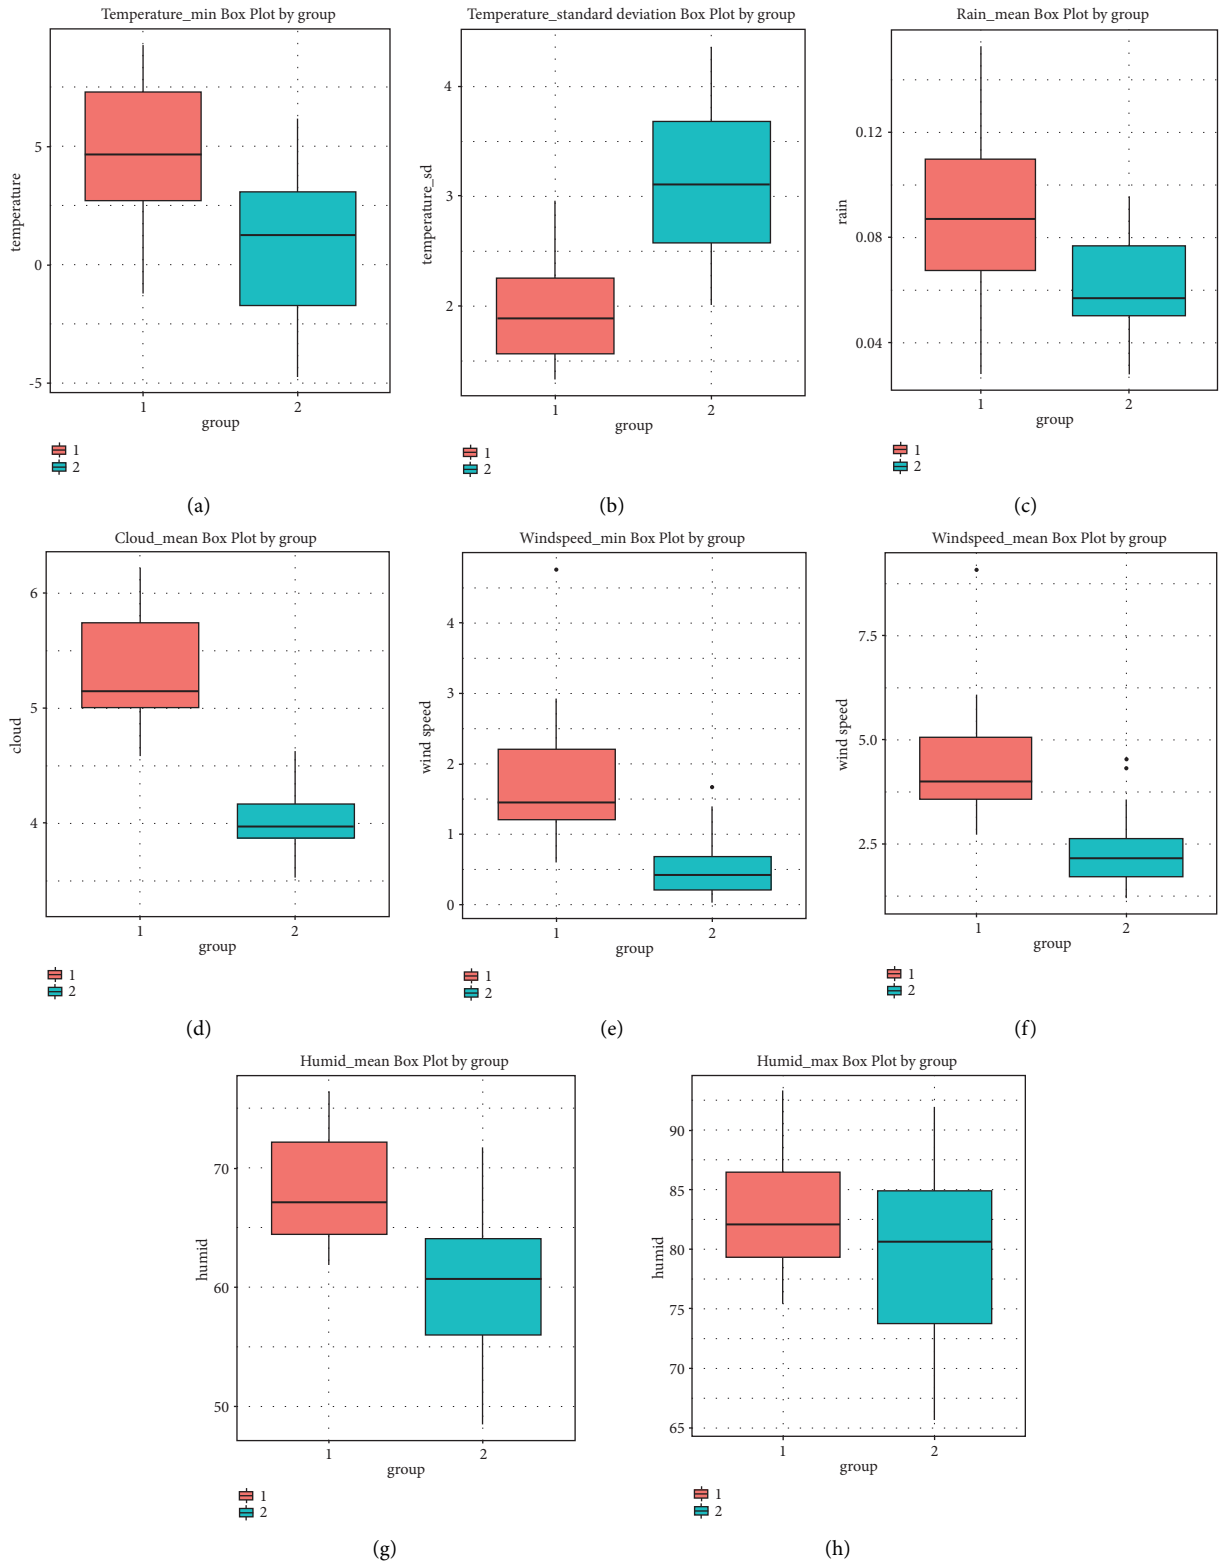 Temperature_min Box Plot by group
temperature
5
0
-5
1
2
group
1
2
(a)
Temperature_standard deviation Box Plot by group
temperature_sd
4
3
2
1
2
group
1
2
(b)
Rain_mean Box Plot by group
rain
0.12
0.08
0.04
1
2
group
1
2
(c)
Cloud_mean Box Plot by group
cloud
6
5
4
1
2
group
1
2
(d)
Windspeed_min Box Plot by group
wind speed
4
3
2
1
0
1
2
group
1
2
(e)
Windspeed_mean Box Plot by group
wind speed
7.5
5.0
2.5
1
2
group
1
2
(f)
Humid_mean Box Plot by group
humid
70
60
50
1
2
group
1
2
(g)
Humid_max Box Plot by group
humid
90
85
80
75
70
65
1
2
group
1
2
(h)